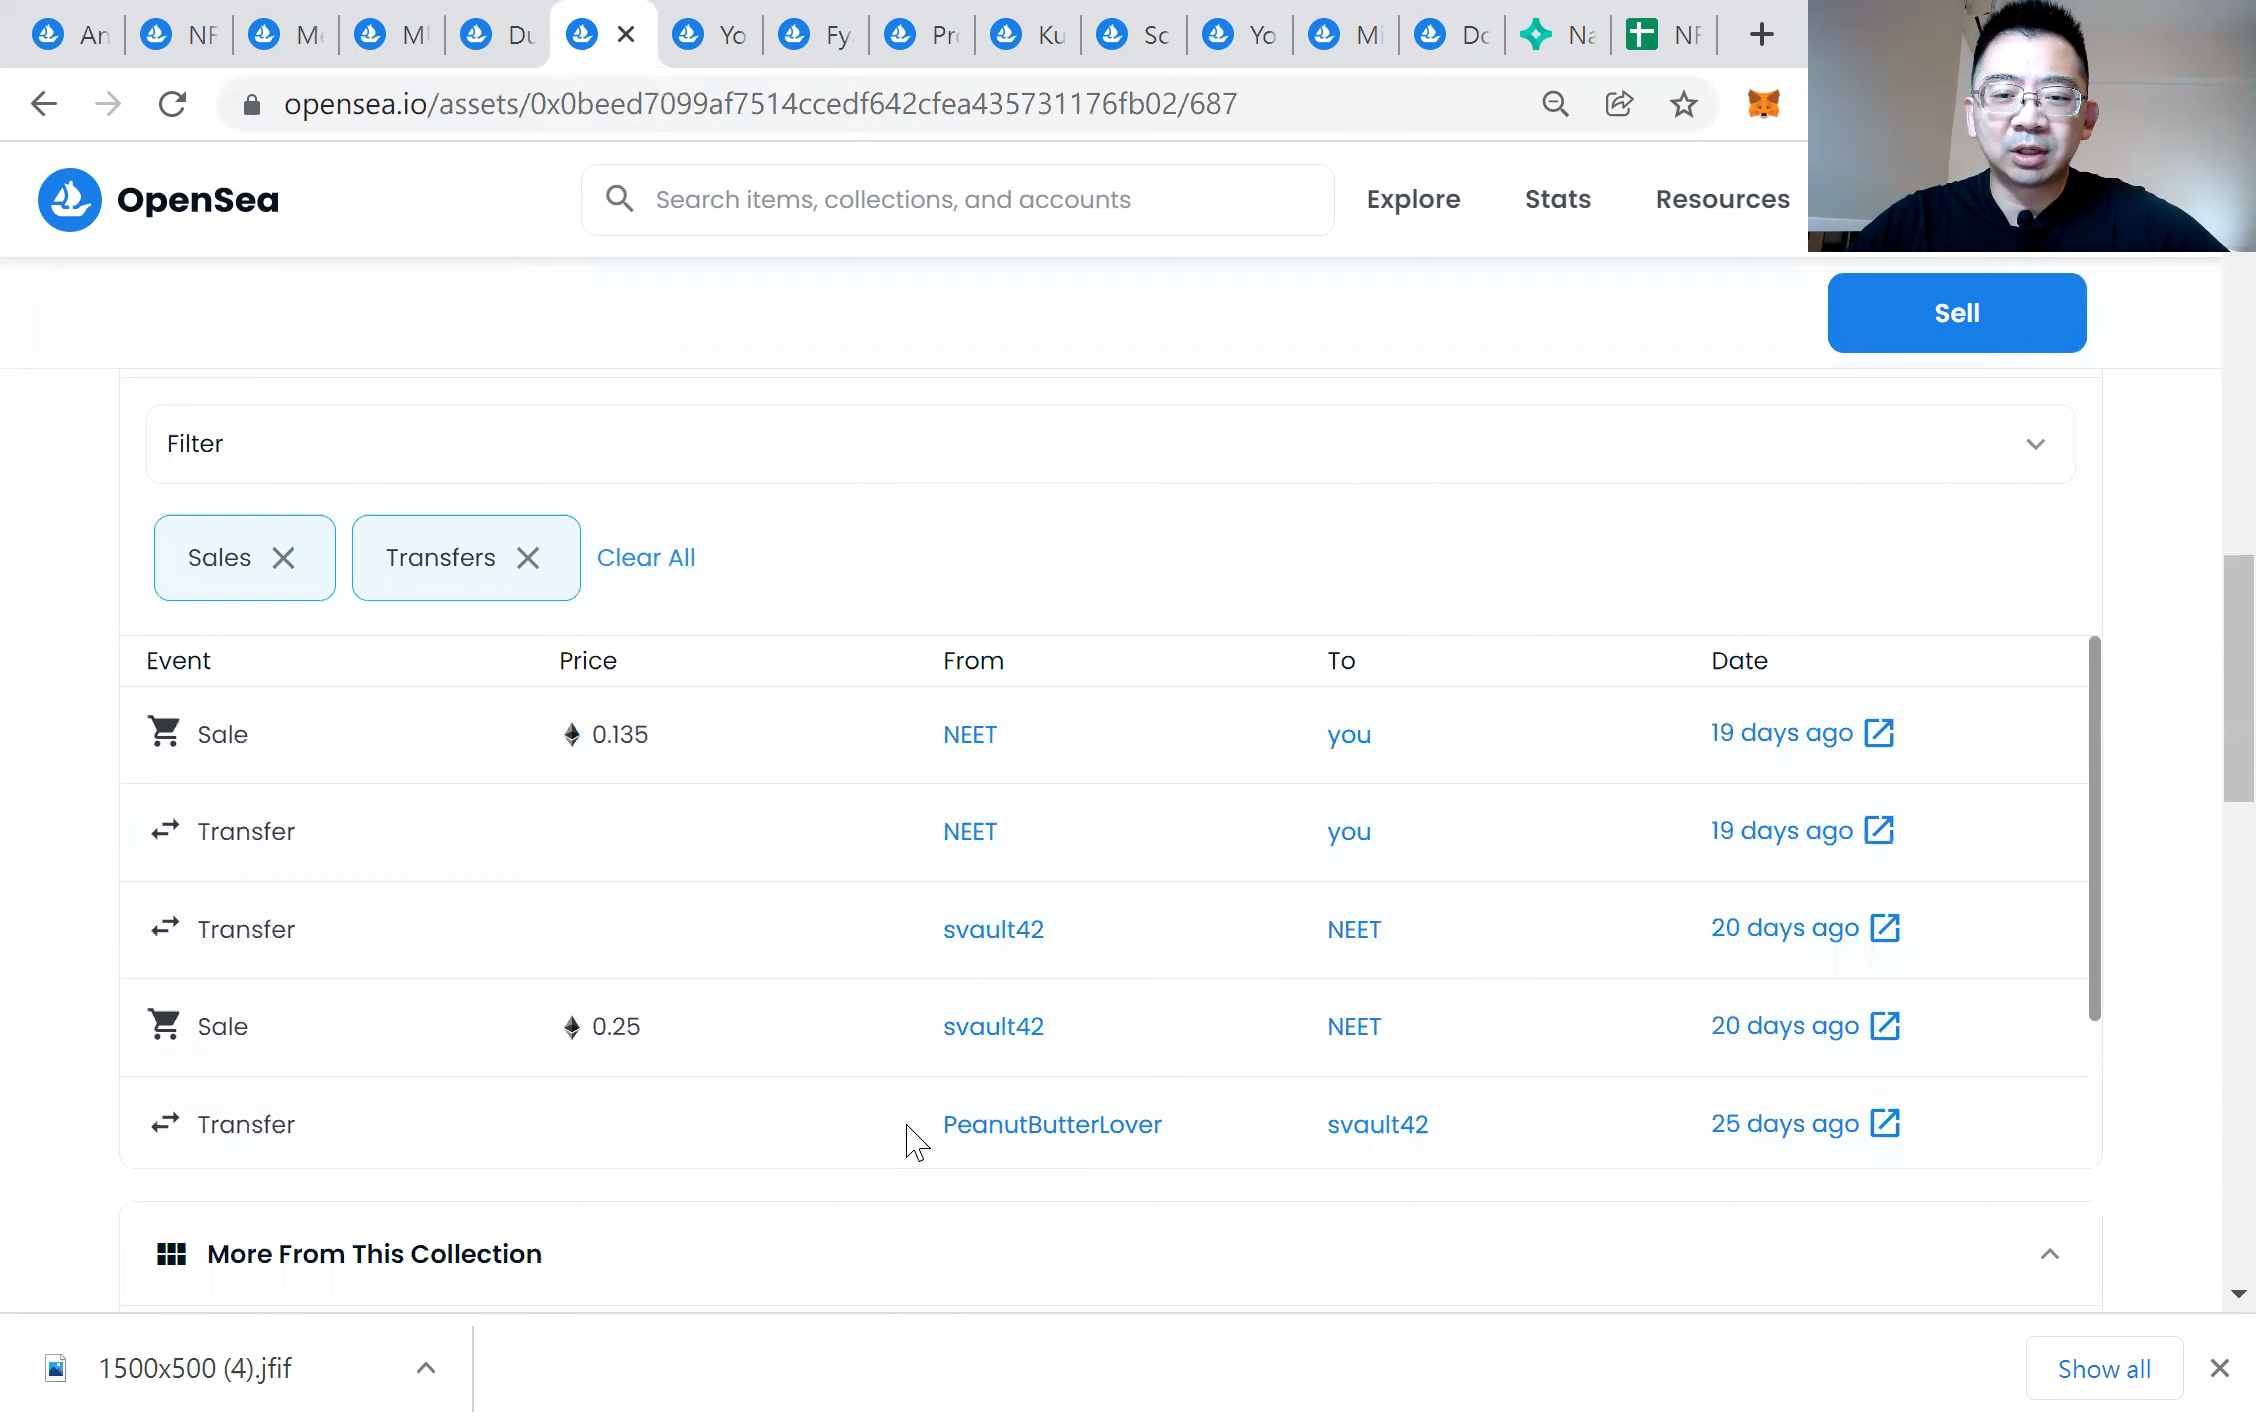 An NF Me MU Du Yo Fy Pr Ku Sc Yo Mi Do Na NF
opensea.io/assets/0x0beed7099af7514ccedf642cfea435731176fb02/687
OpenSea Search items, collections, and accounts Explore Stats Resources
Sell
Filter
Sales Transfers Clear All
Event Price From To Date
Sale 0.135 NEET you 19 days ago
Transfer NEET you 19 days ago
Transfer svault42 NEET 20 days ago
Sale 0.25 svault42 NEET 20 days ago
Transfer PeanutButterLover svault42 25 days ago
More From This Collection
1500x500 (4).jfif Show all